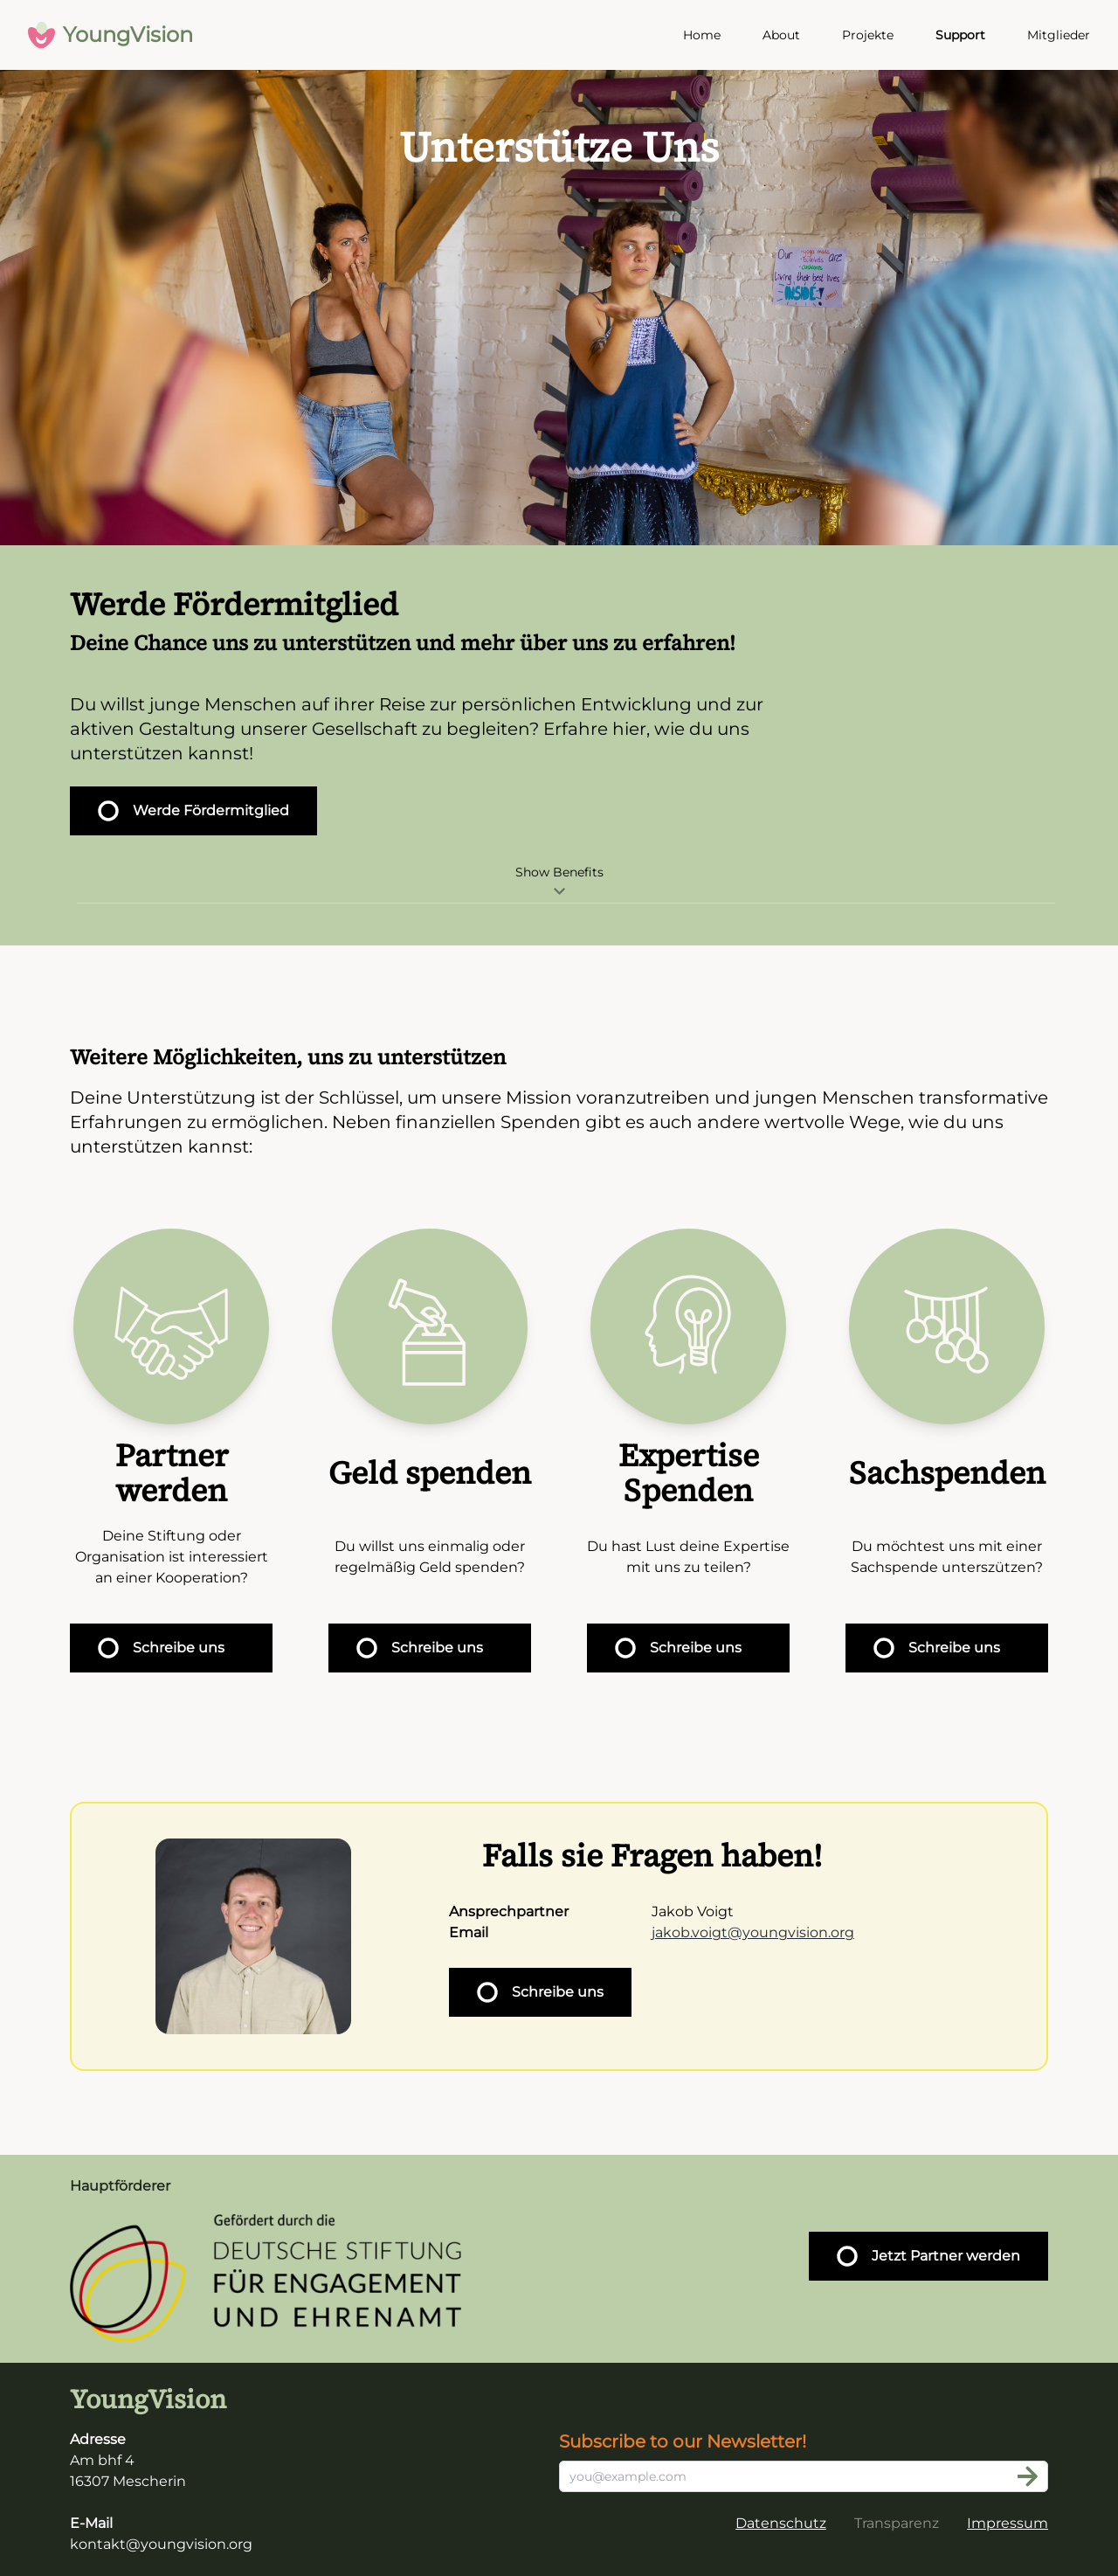 YoungVision
Home About Projekte Support Mitglieder
Unterstütze Uns
Our are
living their best lives
INSIDE!
Werde Fördermitglied
Deine Chance uns zu unterstützen und mehr über uns zu erfahren!
Du willst junge Menschen auf ihrer Reise zur persönlichen Entwicklung und zur
aktiven Gestaltung unserer Gesellschaft zu begleiten? Erfahre hier, wie du uns
unterstützen kannst!
Werde Fördermitglied
Show Benefits
Weitere Möglichkeiten, uns zu unterstützen
Deine Unterstützung ist der Schlüssel, um unsere Mission voranzutreiben und jungen Menschen transformative
Erfahrungen zu ermöglichen. Neben finanziellen Spenden gibt es auch andere wertvolle Wege, wie du uns
unterstützen kannst:
Partner
werden
Deine Stiftung oder
Organisation ist interessiert
an einer Kooperation?
Schreibe uns
Geld spenden
Du willst uns einmalig oder
regelmäßig Geld spenden?
Schreibe uns
Expertise
Spenden
Du hast Lust deine Expertise
mit uns zu teilen?
Schreibe uns
Sachspenden
Du möchtest uns mit einer
Sachspende unterszützen?
Schreibe uns
Falls sie Fragen haben!
Ansprechpartner Jakob Voigt
Email jakob.voigt@youngvision.org
Schreibe uns
Hauptförderer
Gefördert durch die
DEUTSCHE STIFTUNG
FÜR ENGAGEMENT
UND EHRENAMT
Jetzt Partner werden
YoungVision
Adresse
Am bhf 4
16307 Mescherin
E-Mail
kontakt@youngvision.org
Subscribe to our Newsletter!
you@example.com
Datenschutz Transparenz Impressum